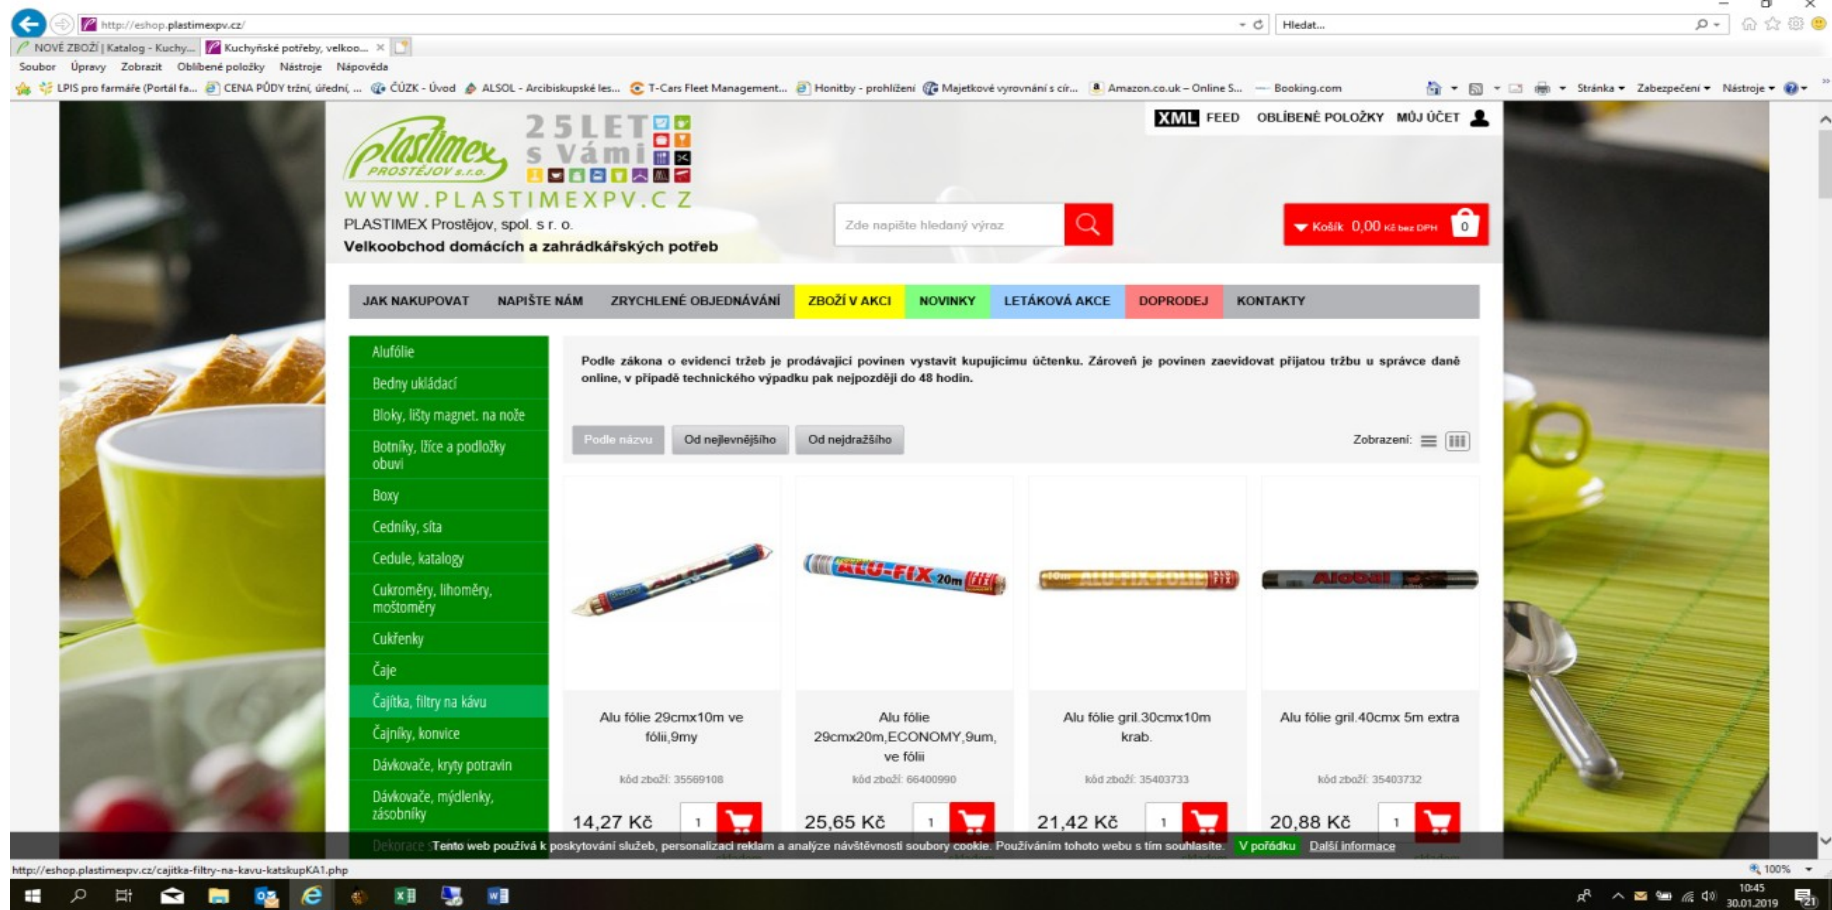 http://eshop.plastimexpv.cz/
Hledat...
NOVÉ ZBOŽÍ | Katalog - Kuchy...
Kuchyňské potřeby, velkoo...
Soubor Úpravy Zobrazit Oblíbené položky Nástroje Nápověda
LPIS pro farmáře (Portál fa... CENA PŮDY tržní, úřední, ... ČÚZK - Úvod ALSOL - Arcibiskupské les... T-Cars Fleet Management... Honitby - prohlížení Majetkové vyrovnání s cír... Amazon.co.uk – Online S... Booking.com Stránka Zabezpečení Nástroje
XML FEED OBLÍBENÉ POLOŽKY MŮJ ÚČET
plastimex
PROSTĚJOV s.r.o.
25 LET
s Vámi
WWW.PLASTIMEXPV.CZ
PLASTIMEX Prostějov, spol. s r. o.
Velkoobchod domácích a zahrádkářských potřeb
Zde napište hledaný výraz
Košík 0,00 Kč bez DPH 0
JAK NAKUPOVAT NAPIŠTE NÁM ZRYCHLENÉ OBJEDNÁVÁNÍ ZBOŽÍ V AKCI NOVINKY LETÁKOVÁ AKCE DOPRODEJ KONTAKTY
Alufólie
Bedny ukládací
Bloky, lišty magnet. na nože
Botníky, lžíce a podložky
obuvi
Boxy
Cedníky, síta
Cedule, katalogy
Cukroměry, lihoměry,
moštoměry
Cukřenky
Čaje
Čajítka, filtry na kávu
Čajníky, konvice
Dávkovače, kryty potravin
Dávkovače, mýdlenky,
zásobníky
Dekorace
Podle zákona o evidenci tržeb je prodávající povinen vystavit kupujícímu účtenku. Zároveň je povinen zaevidovat přijatou tržbu u správce daně
online, v případě technického výpadku pak nejpozději do 48 hodin.
Podle názvu Od nejlevnějšího Od nejdražšího
Zobrazení:
ALU-FIX 20m
10m ALU-FIX-FOLIE
Alobal
Alu fólie 29cmx10m ve
fólii,9my
kód zboží: 35569108
14,27 Kč 1
Alu fólie
29cmx20m,ECONOMY,9um,
ve fólii
kód zboží: 66400990
25,65 Kč 1
Alu fólie gril.30cmx10m
krab.
kód zboží: 35403733
21,42 Kč 1
Alu fólie gril.40cmx 5m extra
kód zboží: 35403732
20,88 Kč 1
Tento web používá k poskytování služeb, personalizaci reklam a analýze návštěvnosti soubory cookie. Používáním tohoto webu s tím souhlasíte. V pořádku Další informace
http://eshop.plastimexpv.cz/cajitka-filtry-na-kavu-katskupKA1.php
100%
10:45
30.01.2019
21